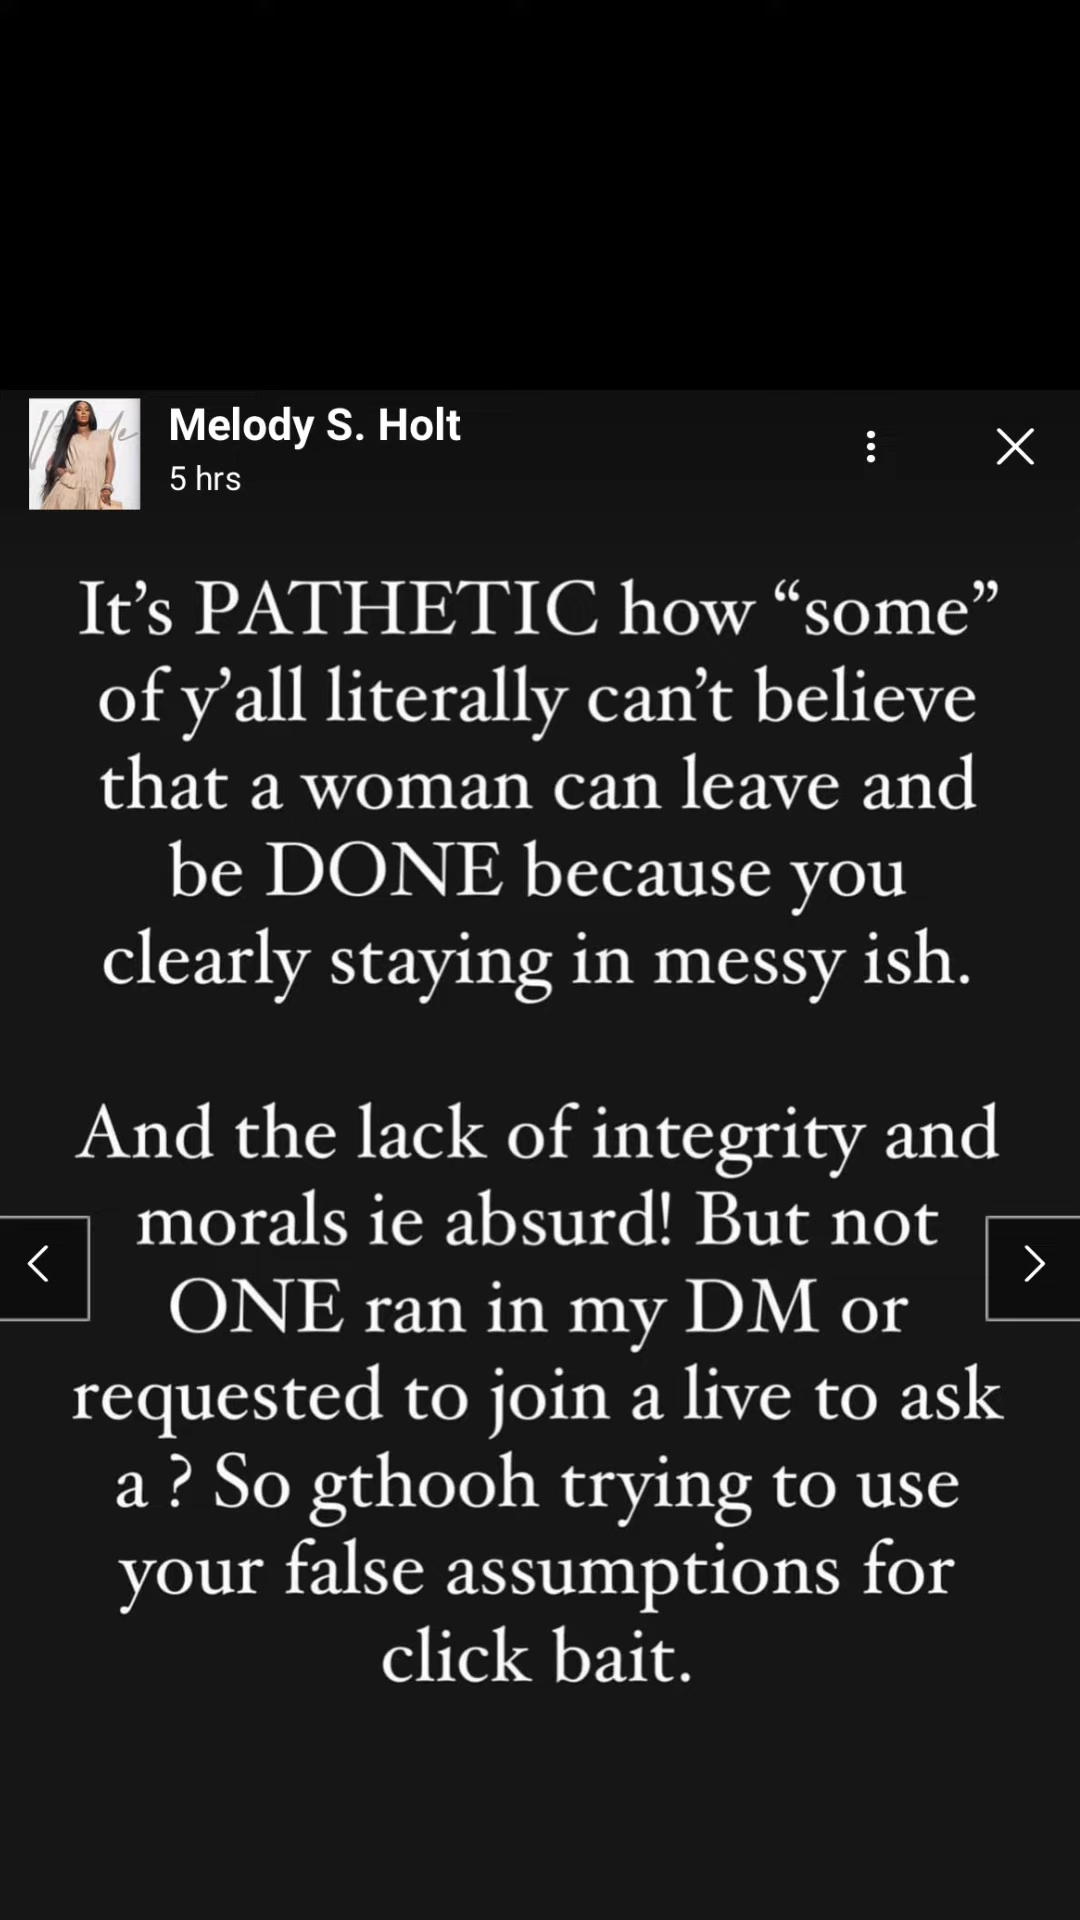 Melody S. Holt
5 hrs
It’s PATHETIC how “some”
of y’all literally can’t believe
that a woman can leave and
be DONE because you
clearly staying in messy ish.
And the lack of integrity and
morals ie absurd! But not
ONE ran in my DM or
requested to join a live to ask
a ? So gthooh trying to use
your false assumptions for
click bait.